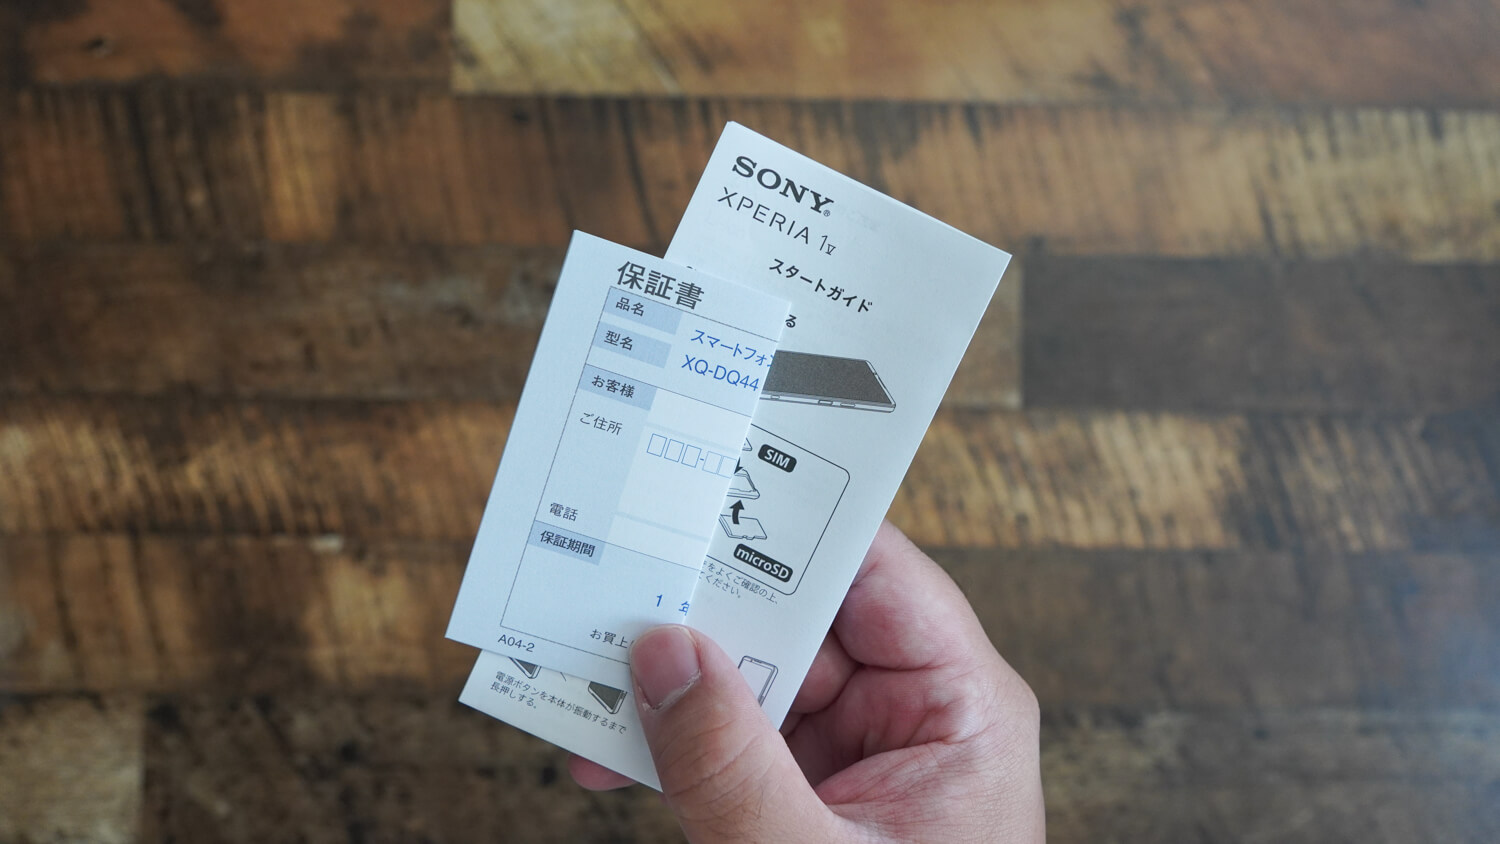 SONY®
XPERIA 1 V
スタートガイド
る
SIM
microSD
をよくご確認の上、
ください。
電源ボタンを本体が振動するまで
長押しする。
保証書
品名
スマートフォ
型名
XQ-DQ44
お客様
ご住所
電話
保証期間
1 年
お買上
A04-2